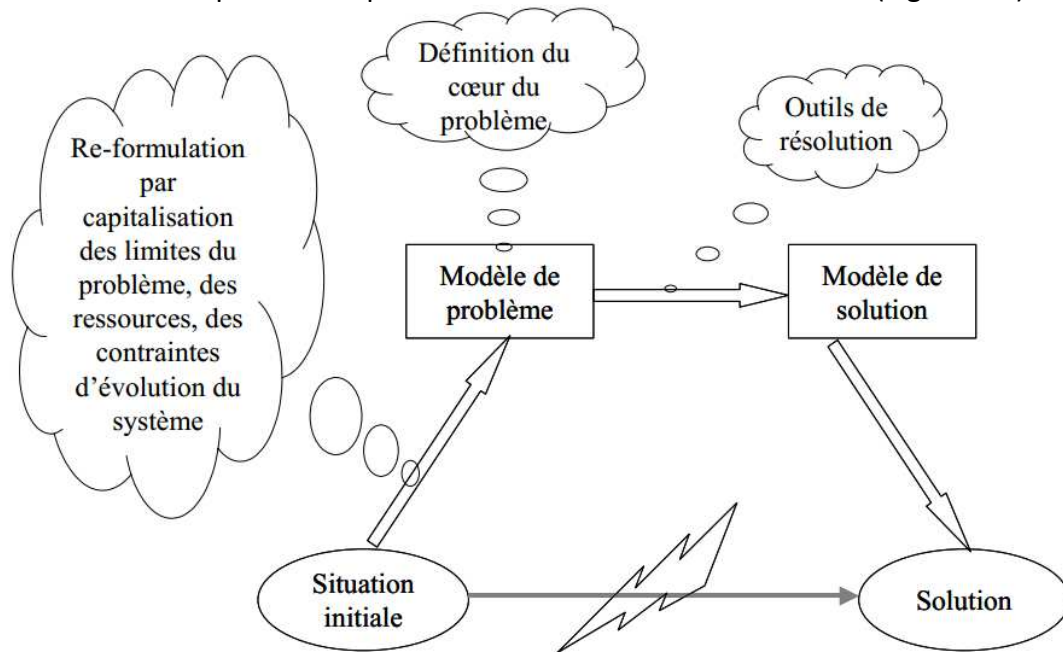 Définition du
cœur du
problème
Outils de
résolution
Re-formulation
par
capitalisation
des limites du
problème, des
ressources, des
contraintes
d'évolution du
système
Modèle de
problème
Modèle de
solution
Situation
initiale
Solution